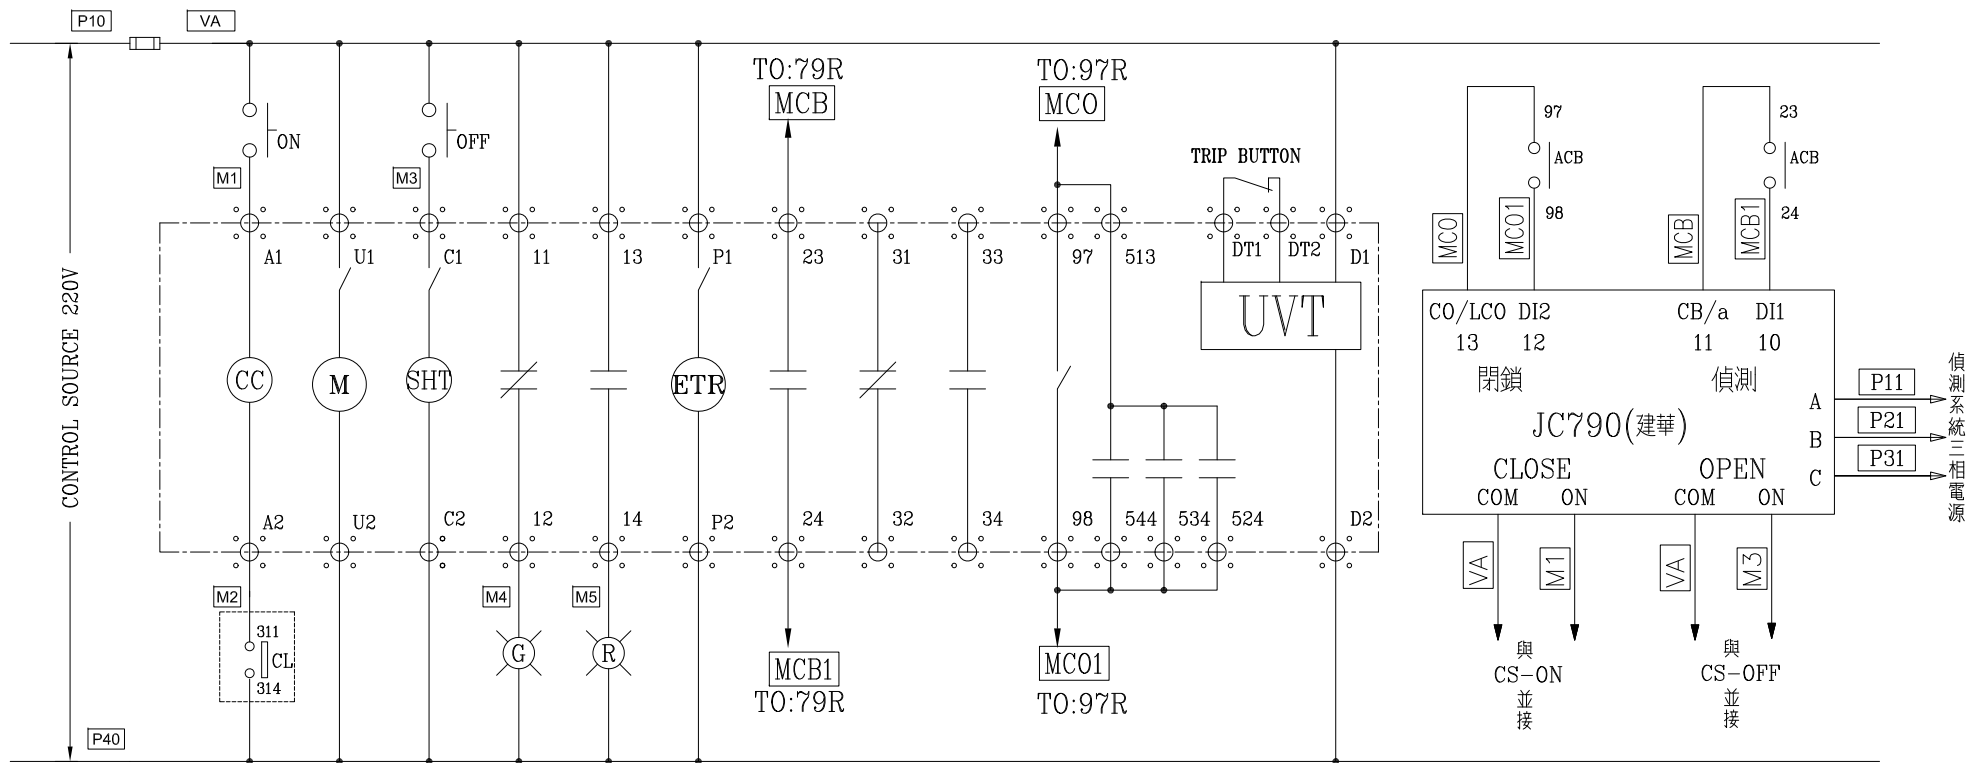 P10
VA
CONTROL SOURCE 220V
P40
ON
M1
OFF
M3
TO:79R
MCB
TO:97R
MCO
TRIP BUTTON
A1
U1
C1
11
13
P1
23
31
33
97
513
DT1
DT2
D1
UVT
CC
M
SHT
ETR
A2
U2
C2
12
14
P2
24
32
34
98
544
534
524
D2
M2
311
CL
314
M4
G
M5
R
MCB1
TO:79R
MCO1
TO:97R
97
ACB
98
MCO
MCO1
23
ACB
24
MCB
MCB1
CO/LCO DI2
13 12
閉鎖
CB/a DI1
11 10
偵測
JC790(建華)
A
B
C
P11
P21
P31
偵測系統三相電源
CLOSE
COM ON
OPEN
COM ON
VA
M1
VA
M3
與
CS-ON
並
接
與
CS-OFF
並
接